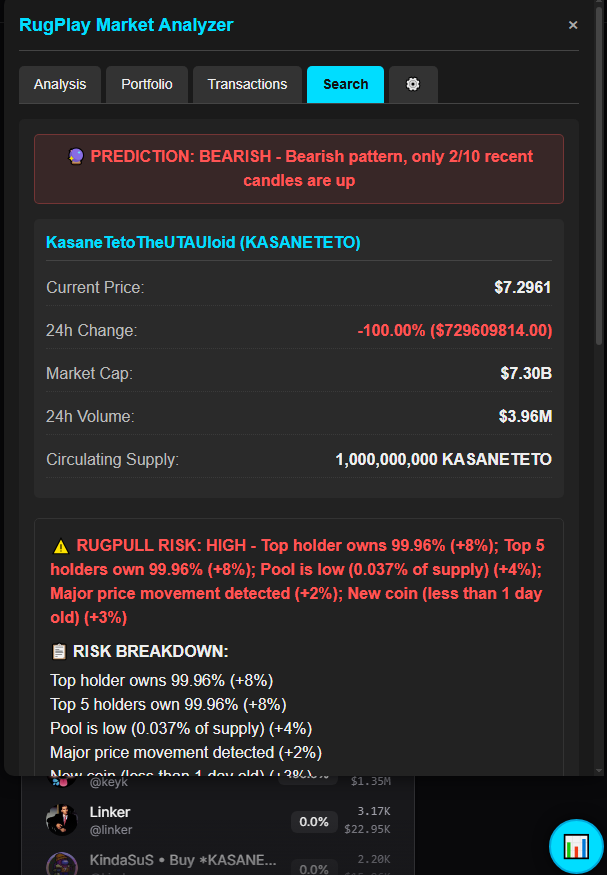 RugPlay Market Analyzer
×
Analysis
Portfolio
Transactions
Search
PREDICTION: BEARISH - Bearish pattern, only 2/10 recent
candles are up
KasaneTetoTheUTAUloid (KASANETETO)
Current Price: $7.2961
24h Change: -100.00% ($729609814.00)
Market Cap: $7.30B
24h Volume: $3.96M
Circulating Supply: 1,000,000,000 KASANETETO
RUGPULL RISK: HIGH - Top holder owns 99.96% (+8%); Top 5
holders own 99.96% (+8%); Pool is low (0.037% of supply) (+4%);
Major price movement detected (+2%); New coin (less than 1 day
old) (+3%)
RISK BREAKDOWN:
Top holder owns 99.96% (+8%)
Top 5 holders own 99.96% (+8%)
Pool is low (0.037% of supply) (+4%)
Major price movement detected (+2%)
New coin (less than 1 day old) (+3%)
@keyk $1.35M
Linker 3.17K
@linker 0.0% $22.95K
KindaSuS • Buy *KASANE... 2.20K
0.0%